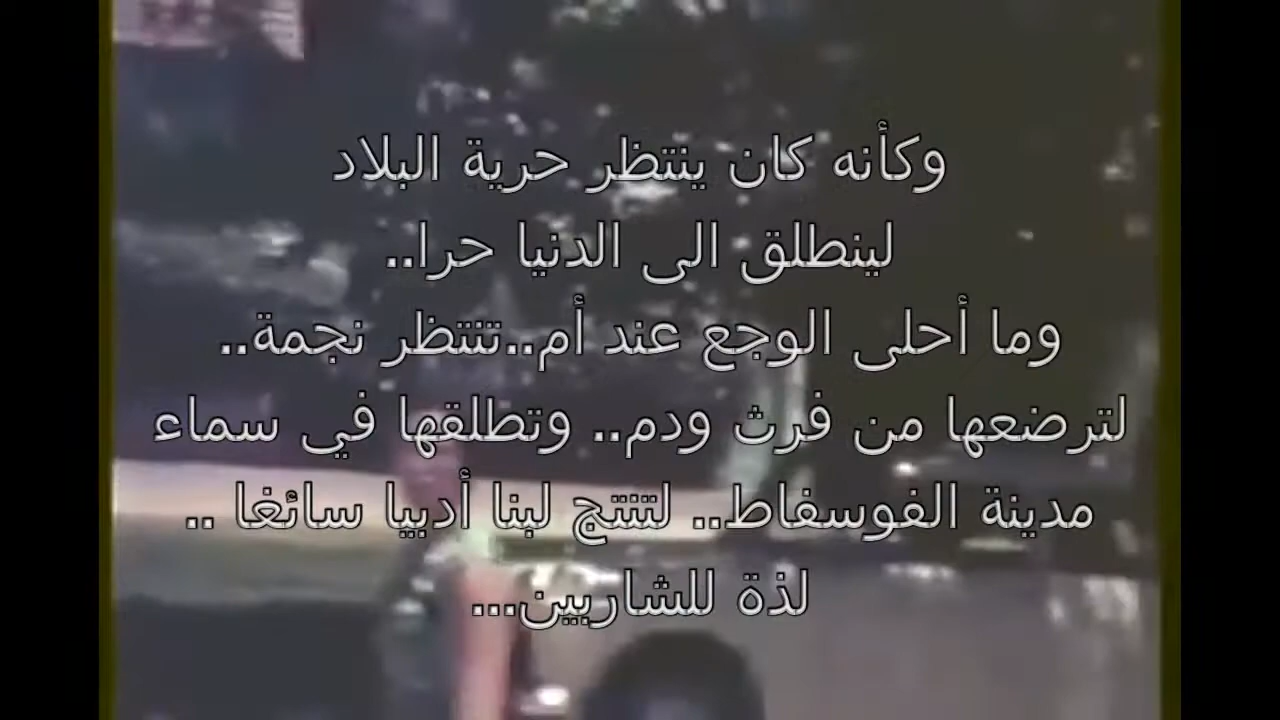 وكأنه كان ينتظر حرية البلاد
لينطلق الى الدنيا حرا..
وما أحلى الوجع عند أم..تنتظر نجمة..
لترضعها من فرث ودم.. وتطلقها في سماء
مدينة الفوسفاط.. لتنتج لبنا أدبيا سائغا ..
لذة للشاربين...